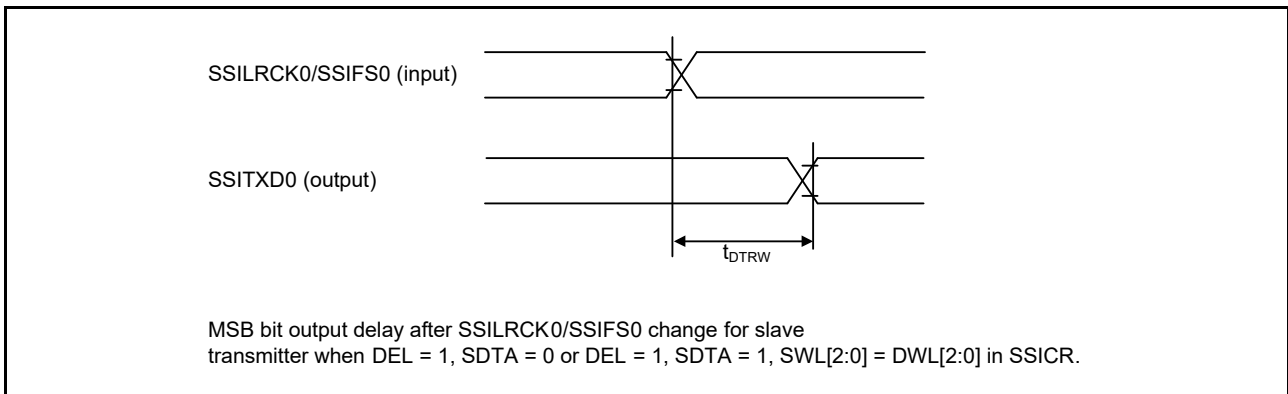 SSILRCK0/SSIFS0 (input)
SSITXD0 (output)
tDTRW
MSB bit output delay after SSILRCK0/SSIFS0 change for slave
transmitter when DEL = 1, SDTA = 0 or DEL = 1, SDTA = 1, SWL[2:0] = DWL[2:0] in SSICR.